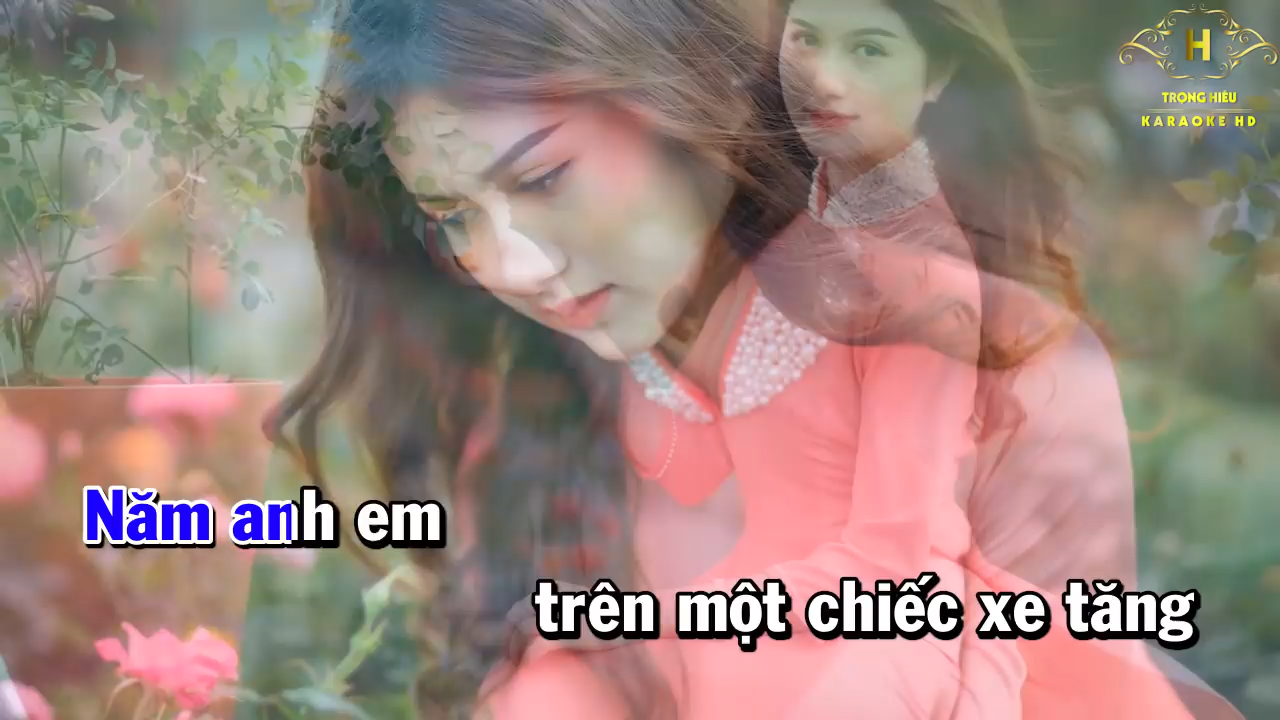 H
TRỌNG HIẾU
KARAOKE HD
Năm anh em
trên một chiếc xe tăng